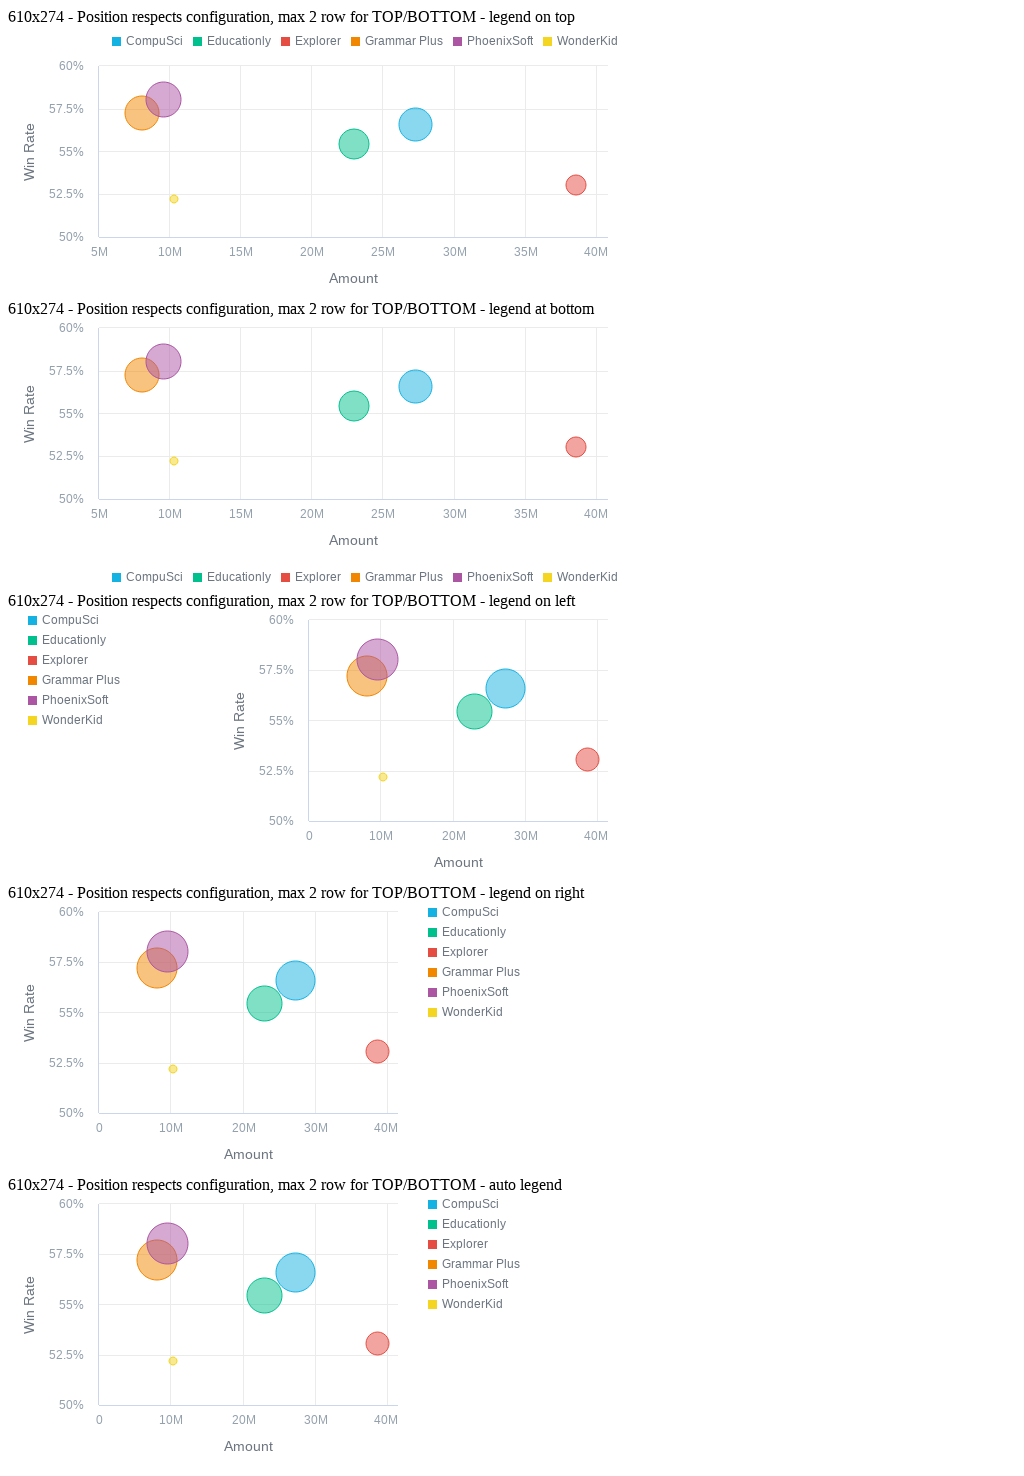 610x274 - Position respects configuration, max 2 row for TOP/BOTTOM - legend on top
CompuSci Educationly Explorer Grammar Plus PhoenixSoft WonderKid
60%
57.5%
55%
52.5%
50%
Win Rate
5M 10M 15M 20M 25M 30M 35M 40M
Amount
610x274 - Position respects configuration, max 2 row for TOP/BOTTOM - legend at bottom
60%
57.5%
55%
52.5%
50%
Win Rate
5M 10M 15M 20M 25M 30M 35M 40M
Amount
CompuSci Educationly Explorer Grammar Plus PhoenixSoft WonderKid
610x274 - Position respects configuration, max 2 row for TOP/BOTTOM - legend on left
CompuSci
Educationly
Explorer
Grammar Plus
PhoenixSoft
WonderKid
60%
57.5%
55%
52.5%
50%
Win Rate
0 10M 20M 30M 40M
Amount
610x274 - Position respects configuration, max 2 row for TOP/BOTTOM - legend on right
60%
57.5%
55%
52.5%
50%
Win Rate
0 10M 20M 30M 40M
Amount
CompuSci
Educationly
Explorer
Grammar Plus
PhoenixSoft
WonderKid
610x274 - Position respects configuration, max 2 row for TOP/BOTTOM - auto legend
60%
57.5%
55%
52.5%
50%
Win Rate
0 10M 20M 30M 40M
Amount
CompuSci
Educationly
Explorer
Grammar Plus
PhoenixSoft
WonderKid